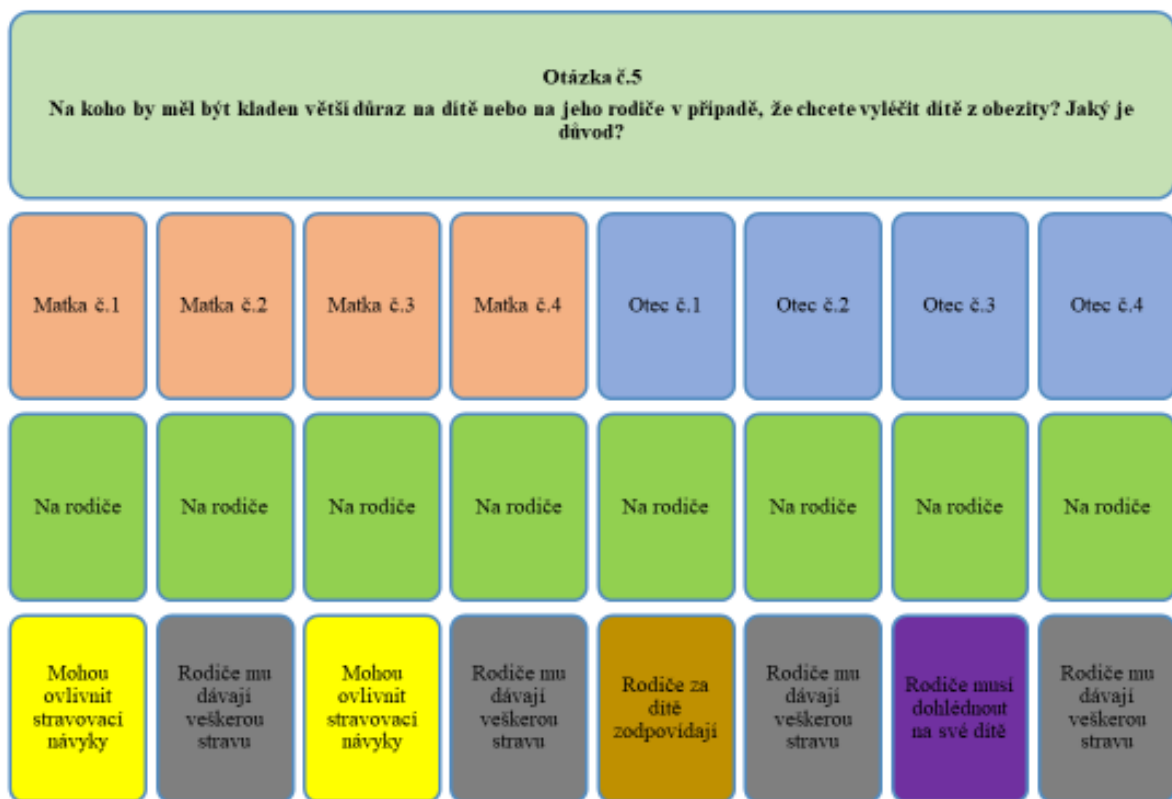 Otázka č.5
Na koho by měl být kladen větší důraz na dítě nebo na jeho rodiče v případě, že chcete vyléčit dítě z obezity? Jaký je
důvod?
Matka č.1
Matka č.2
Matka č.3
Matka č.4
Otec č.1
Otec č.2
Otec č.3
Otec č.4
Na rodiče
Na rodiče
Na rodiče
Na rodiče
Na rodiče
Na rodiče
Na rodiče
Na rodiče
Mohou
ovlivnit
stravovací
návyky
Rodiče mu
dávají
veškerou
stravu
Mohou
ovlivnit
stravovací
návyky
Rodiče mu
dávají
veškerou
stravu
Rodiče za
dítě
zodpovídají
Rodiče mu
dávají
veškerou
stravu
Rodiče musí
dohlédnout
na své dítě
Rodiče mu
dávají
veškerou
stravu